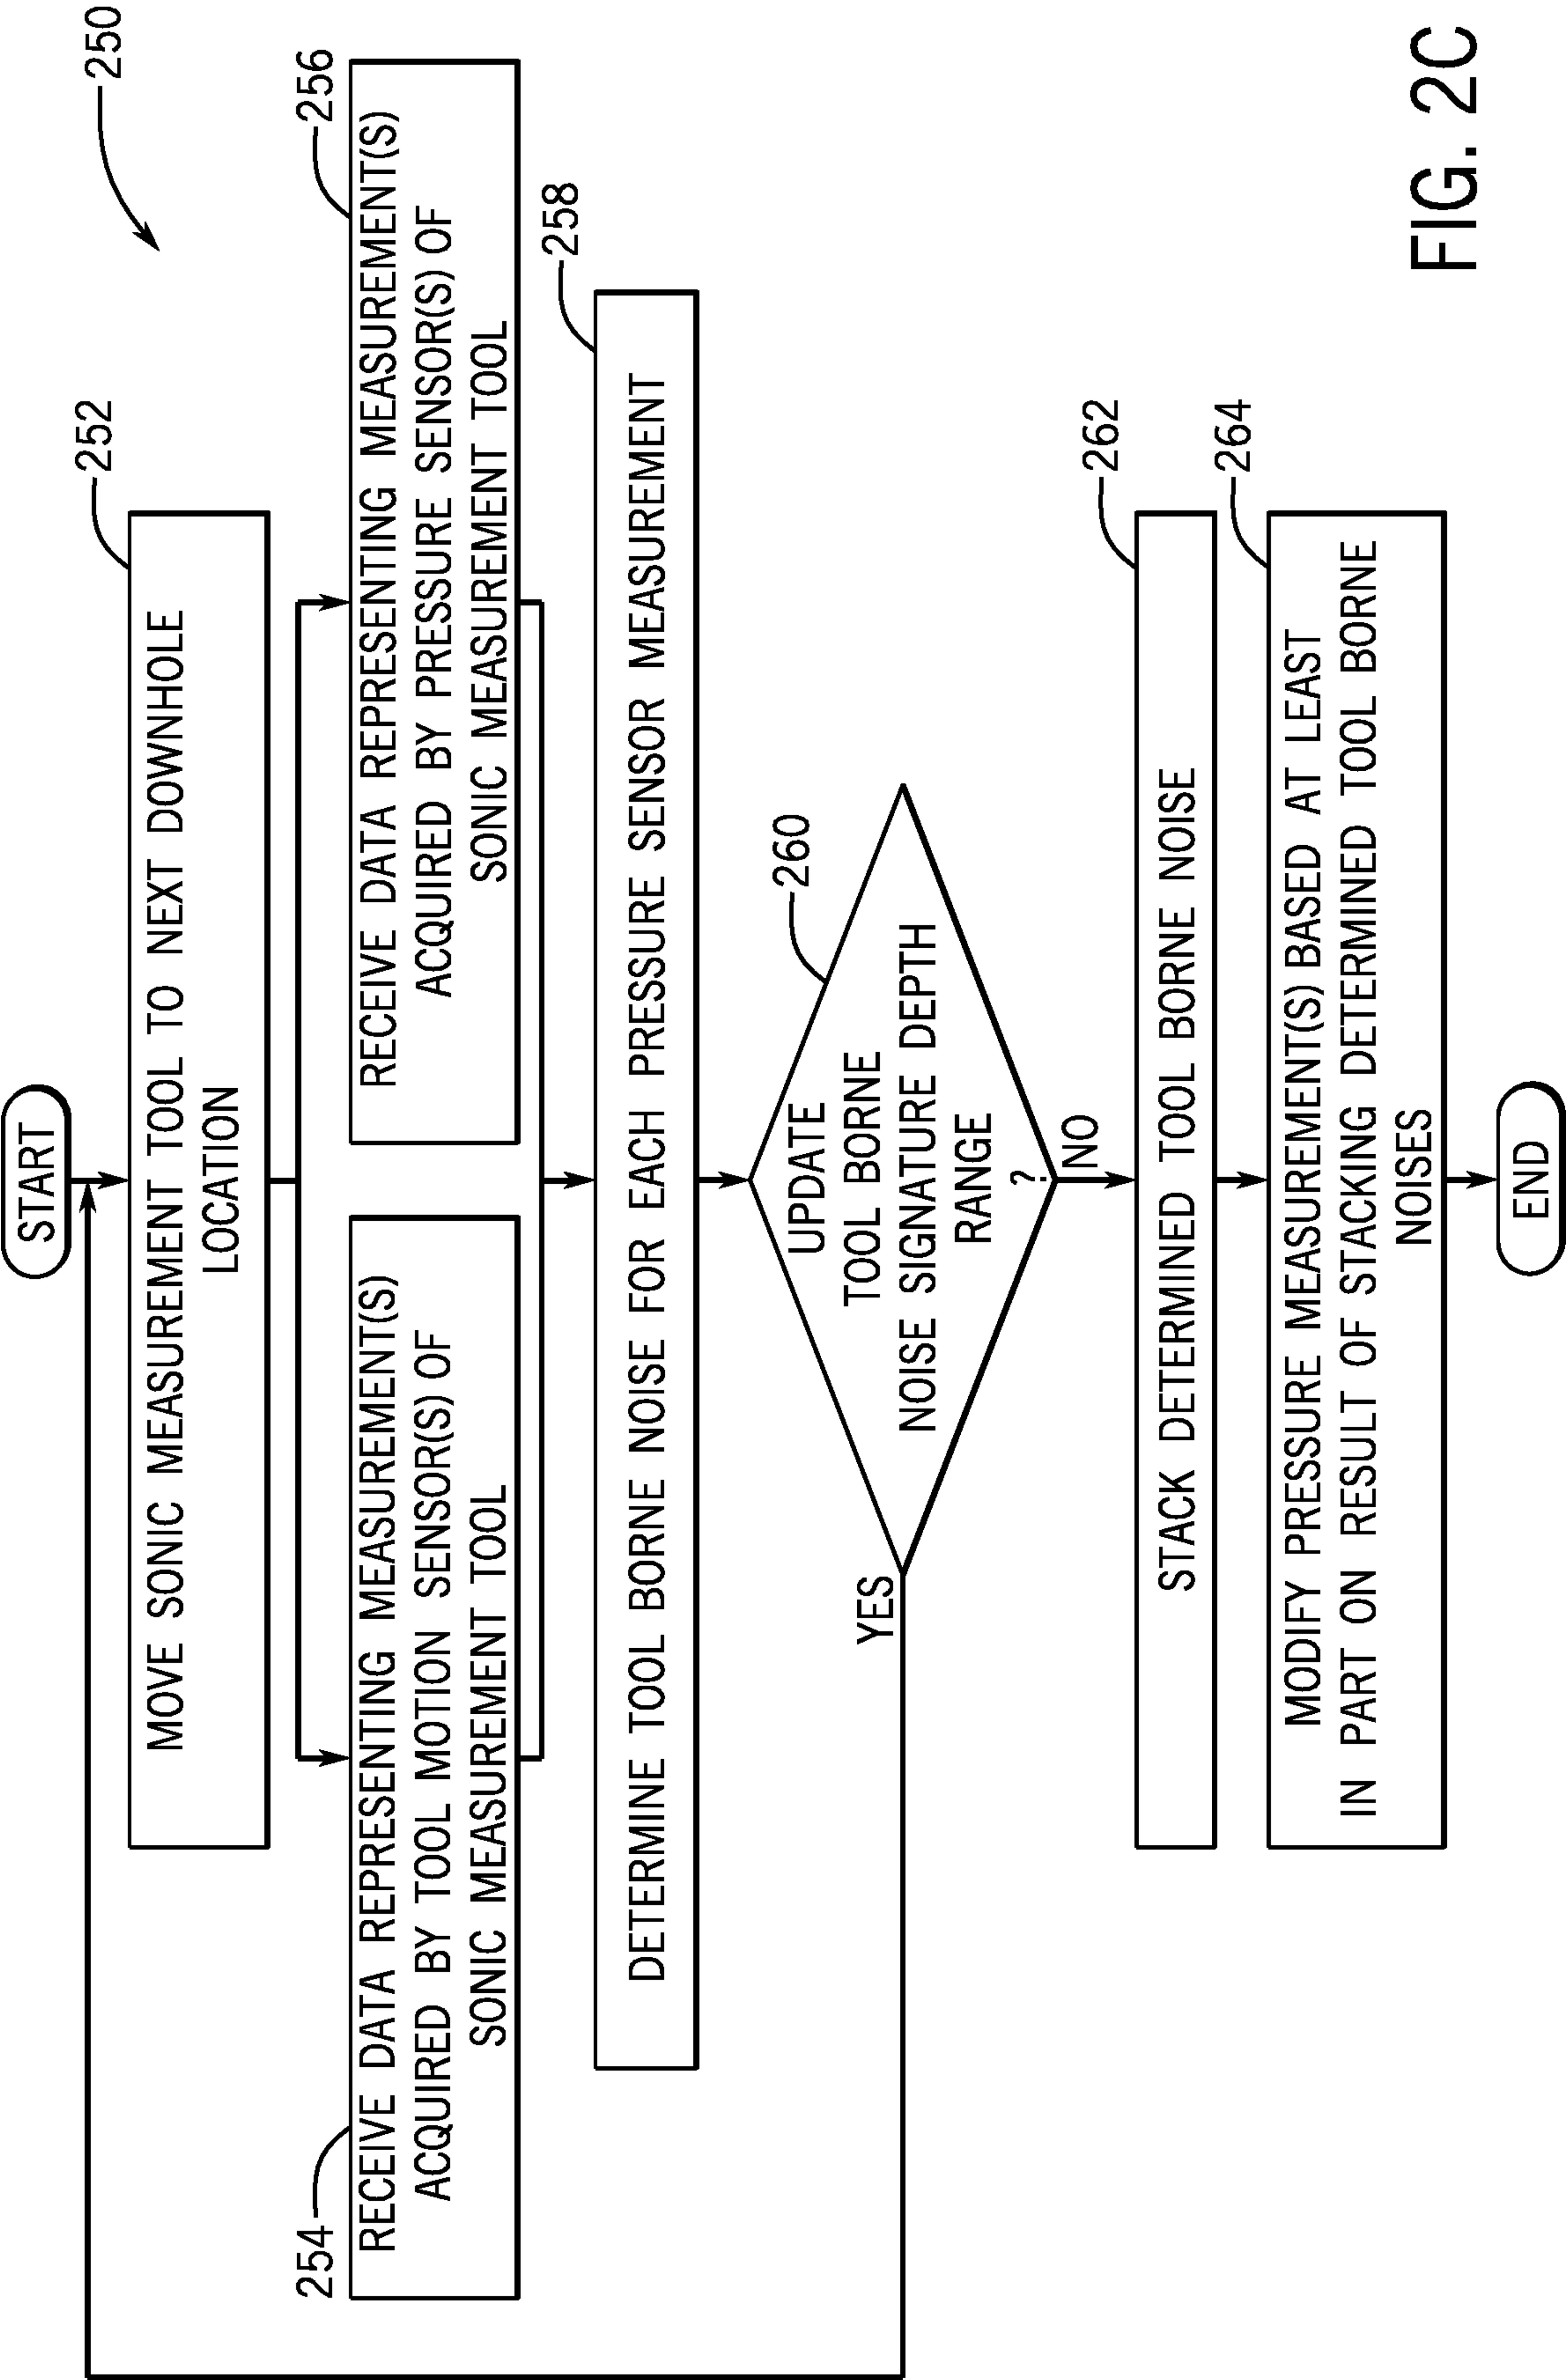 START
250
252
MOVE SONIC MEASUREMENT TOOL TO NEXT DOWNHOLE
LOCATION
254
RECEIVE DATA REPRESENTING MEASUREMENT(S)
ACQUIRED BY TOOL MOTION SENSOR(S) OF
SONIC MEASUREMENT TOOL
256
RECEIVE DATA REPRESENTING MEASUREMENT(S)
ACQUIRED BY PRESSURE SENSOR(S) OF
SONIC MEASUREMENT TOOL
258
DETERMINE TOOL BORNE NOISE FOR EACH PRESSURE SENSOR MEASUREMENT
260
UPDATE
TOOL BORNE
NOISE SIGNATURE DEPTH
RANGE
?
YES
NO
262
STACK DETERMINED TOOL BORNE NOISE
264
MODIFY PRESSURE MEASUREMENT(S) BASED AT LEAST
IN PART ON RESULT OF STACKING DETERMINED TOOL BORNE
NOISES
END
FIG. 2C